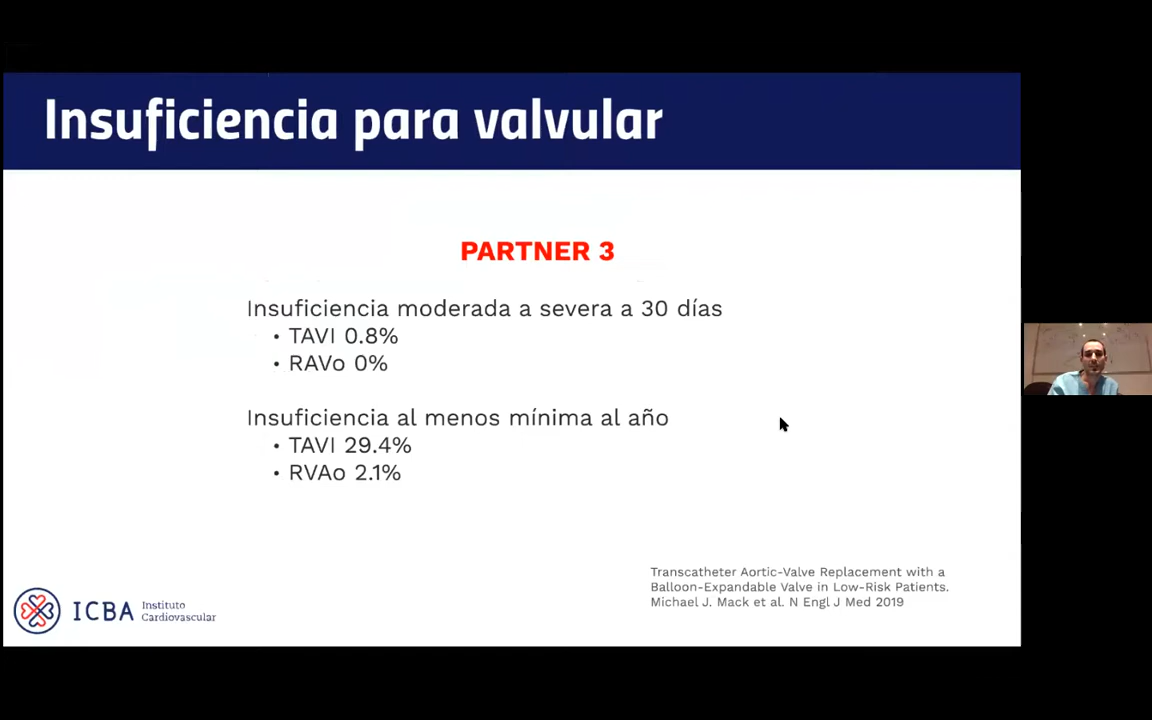 Insuficiencia para valvular
PARTNER 3
Insuficiencia moderada a severa a 30 días
• TAVI 0.8%
• RAVo 0%
Insuficiencia al menos mínima al año
• TAVI 29.4%
• RVAo 2.1%
Transcatheter Aortic-Valve Replacement with a
Balloon-Expandable Valve in Low-Risk Patients.
Michael J. Mack et al. N Engl J Med 2019
ICBA
Instituto
Cardiovascular